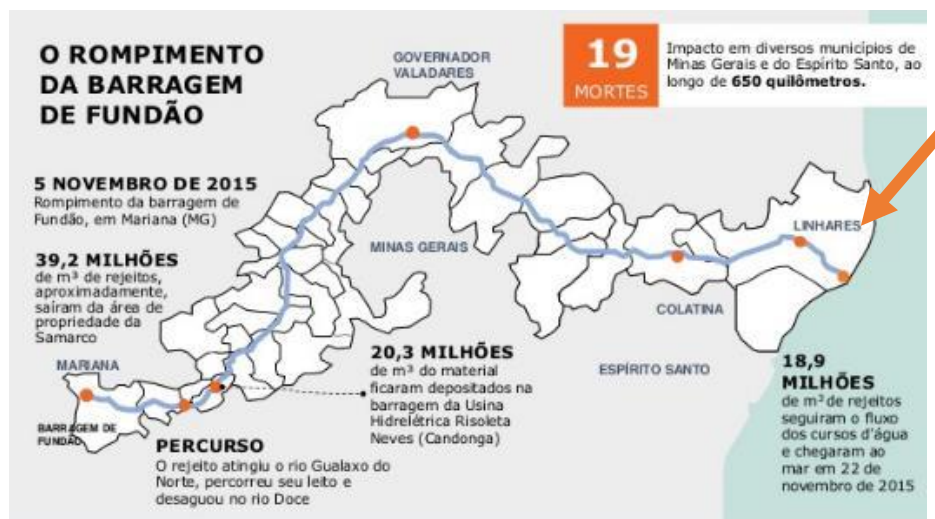 O ROMPIMENTO
DA BARRAGEM
DE FUNDÃO
GOVERNADOR
VALADARES
19
MORTES
Impacto em diversos municípios de
Minas Gerais e do Espírito Santo, ao
longo de 650 quilômetros.
5 NOVEMBRO DE 2015
Rompimento da barragem de
Fundão, em Mariana (MG)
39,2 MILHÕES
de m³ de rejeitos,
aproximadamente,
saíram da área de
propriedade da
Samarco
MINAS GERAIS
LINHARES
COLATINA
ESPÍRITO SANTO
MARIANA
BARRAGEM DE
FUNDÃO
PERCURSO
O rejeito atingiu o rio Gualaxo do
Norte, percorreu seu leito e
desaguou no rio Doce
20,3 MILHÕES
de m³ do material
ficaram depositados na
barragem da Usina
Hidrelétrica Risoleta
Neves (Candonga)
18,9
MILHÕES
de m³ de rejeitos
seguiram o fluxo
dos cursos d'água
e chegaram ao
mar em 22 de
novembro de 2015